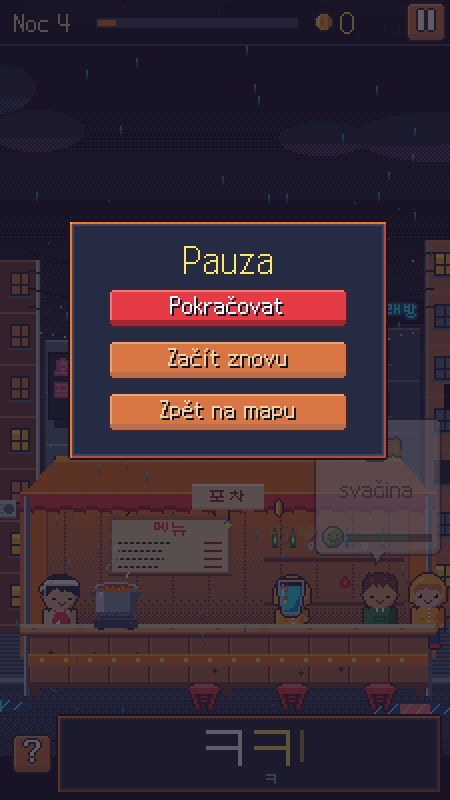 Noc 4
0
Pauza
Pokračovat
Začít znovu
Zpět na mapu
포차
메뉴
svačina
?
ㅋㅋ
ㅋ